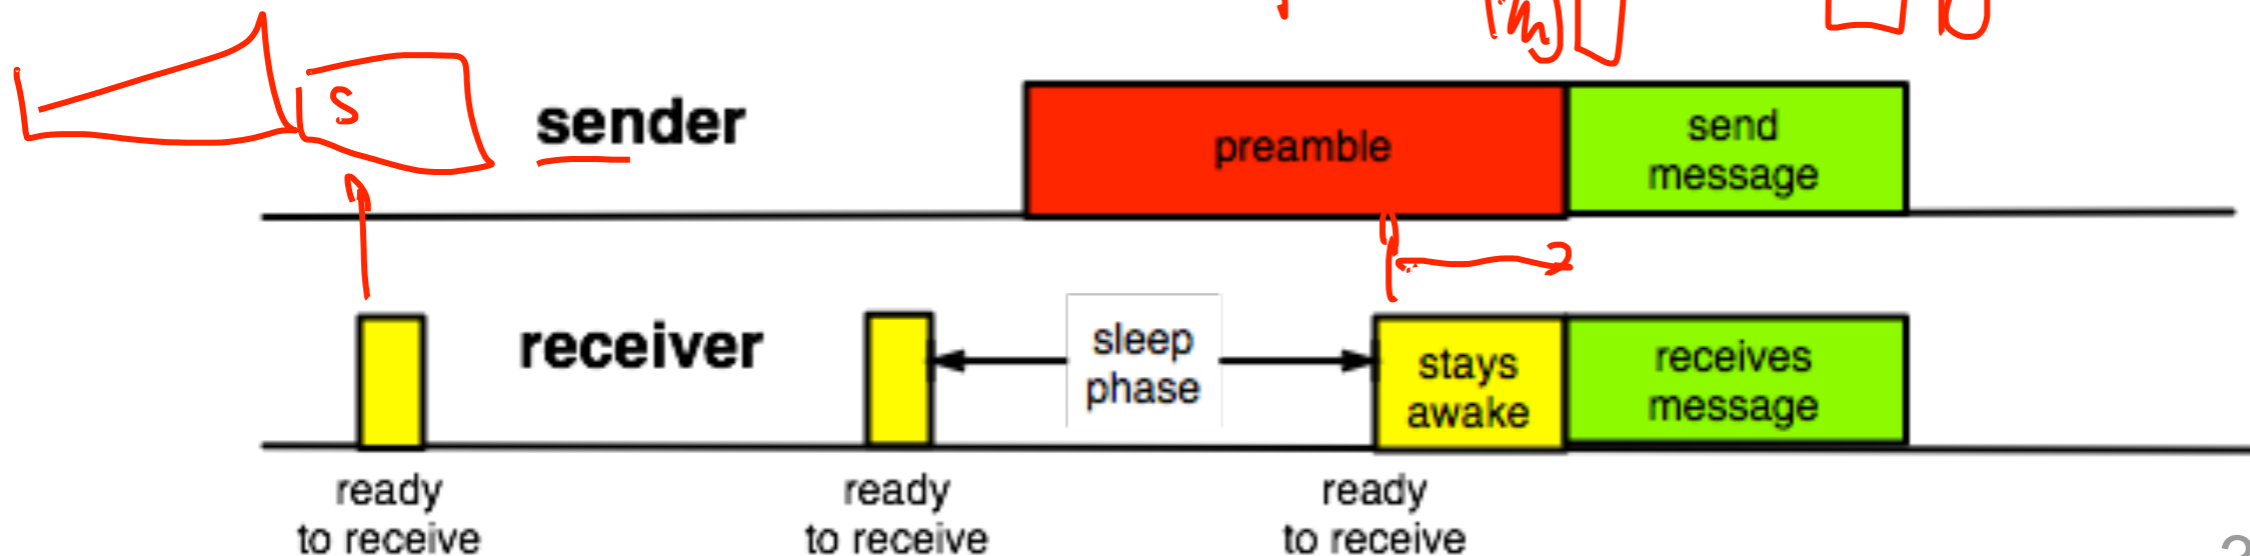 s
sender
preamble
send
message
receiver
sleep
phase
stays
awake
receives
message
ready
to receive
ready
to receive
ready
to receive